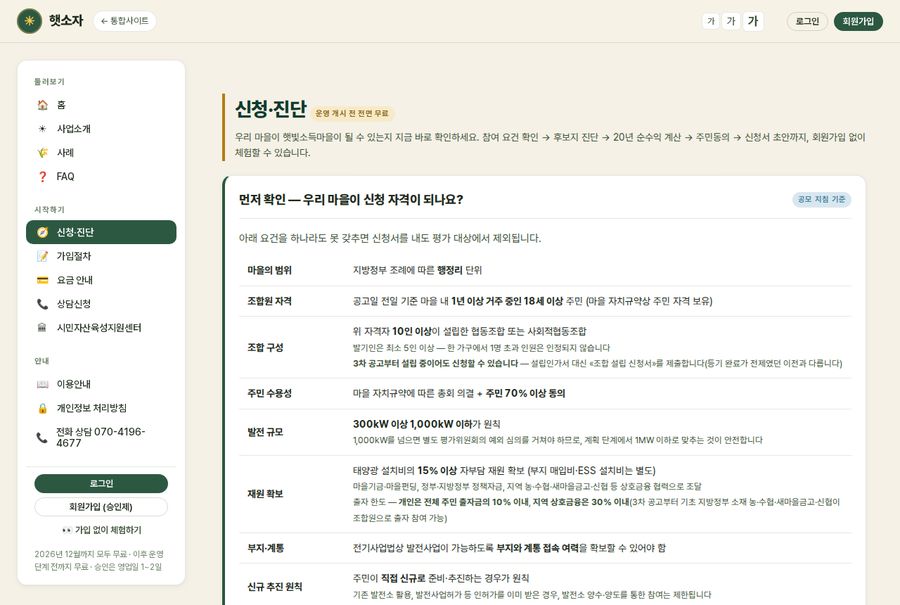 햇소자
← 통합사이트
가 가 가
로그인
회원가입
둘러보기
홈
사업소개
사례
FAQ
시작하기
신청·진단
가입절차
요금 안내
상담신청
시민자산육성지원센터
안내
이용안내
개인정보 처리방침
전화 상담 070-4196-
4677
로그인
회원가입 (승인제)
가입 없이 체험하기
2026년 12월까지 모두 무료 · 이후 운영
단계 전까지 무료 · 승인은 영업일 1~2일
신청·진단 운영 개시 전 전면 무료
우리 마을이 햇빛소득마을이 될 수 있는지 지금 바로 확인하세요. 참여 요건 확인 → 후보지 진단 → 20년 순수익 계산 → 주민동의 → 신청서 초안까지, 회원가입 없이
체험할 수 있습니다.
먼저 확인 — 우리 마을이 신청 자격이 되나요?
공모 지침 기준
아래 요건을 하나라도 못 갖추면 신청서를 내도 평가 대상에서 제외됩니다.
마을의 범위 지방정부 조례에 따른 행정리 단위
조합원 자격 공고일 전일 기준 마을 내 1년 이상 거주 중인 18세 이상 주민 (마을 자치규약상 주민 자격 보유)
조합 구성
위 자격자 10인 이상이 설립한 협동조합 또는 사회적협동조합
발기인은 최소 5인 이상 — 한 가구에서 1명 초과 인원은 인정되지 않습니다
3차 공고부터 설립 중이어도 신청할 수 있습니다 — 설립인가서 대신 «조합 설립 신청서»를 제출합니다(등기 완료가 전제였던 이전과 다릅니다)
주민 수용성 마을 자치규약에 따른 총회 의결 + 주민 70% 이상 동의
발전 규모
300kW 이상 1,000kW 이하가 원칙
1,000kW를 넘으면 별도 평가위원회의 예외 심의를 거쳐야 하므로, 계획 단계에서 1MW 이하로 맞추는 것이 안전합니다
재원 확보
태양광 설치비의 15% 이상 자부담 재원 확보 (부지 매입비·ESS 설치비는 별도)
마을기금·마을펀딩, 정부·지방정부 정책자금, 지역 농·수협·새마을금고·신협 등 상호금융 협력으로 조달
출자 한도 — 개인은 전체 주민 출자금의 10% 이내, 지역 상호금융은 30% 이내(3차 공고부터 기초 지방정부 소재 농·수협·새마을금고·신협이
조합원으로 출자 참여 가능)
부지·계통 전기사업법상 발전사업이 가능하도록 부지와 계통 접속 여력을 확보할 수 있어야 함
신규 추진 원칙
주민이 직접 신규로 준비·추진하는 경우가 원칙
기존 발전소 활용, 발전사업허가 등 인허가를 이미 받은 경우, 발전소 양수·양도를 통한 참여는 제한됩니다